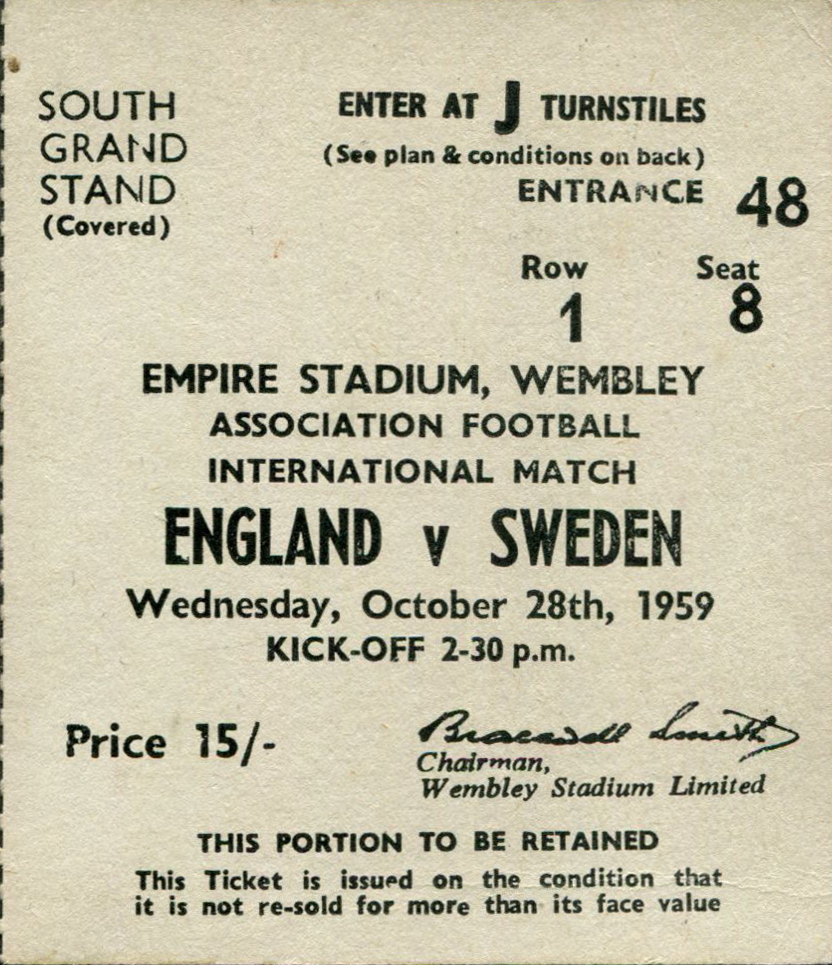 SOUTH
GRAND
STAND
(Covered)
ENTER AT J TURNSTILES
(See plan & conditions on back)
ENTRANCE 48
Row Seat
1 8
EMPIRE STADIUM, WEMBLEY
ASSOCIATION FOOTBALL
INTERNATIONAL MATCH
ENGLAND v SWEDEN
Wednesday, October 28th, 1959
KICK-OFF 2-30 p.m.
Price 15/-
Bracewell Smith
Chairman,
Wembley Stadium Limited
THIS PORTION TO BE RETAINED
This Ticket is issued on the condition that
it is not re-sold for more than its face value